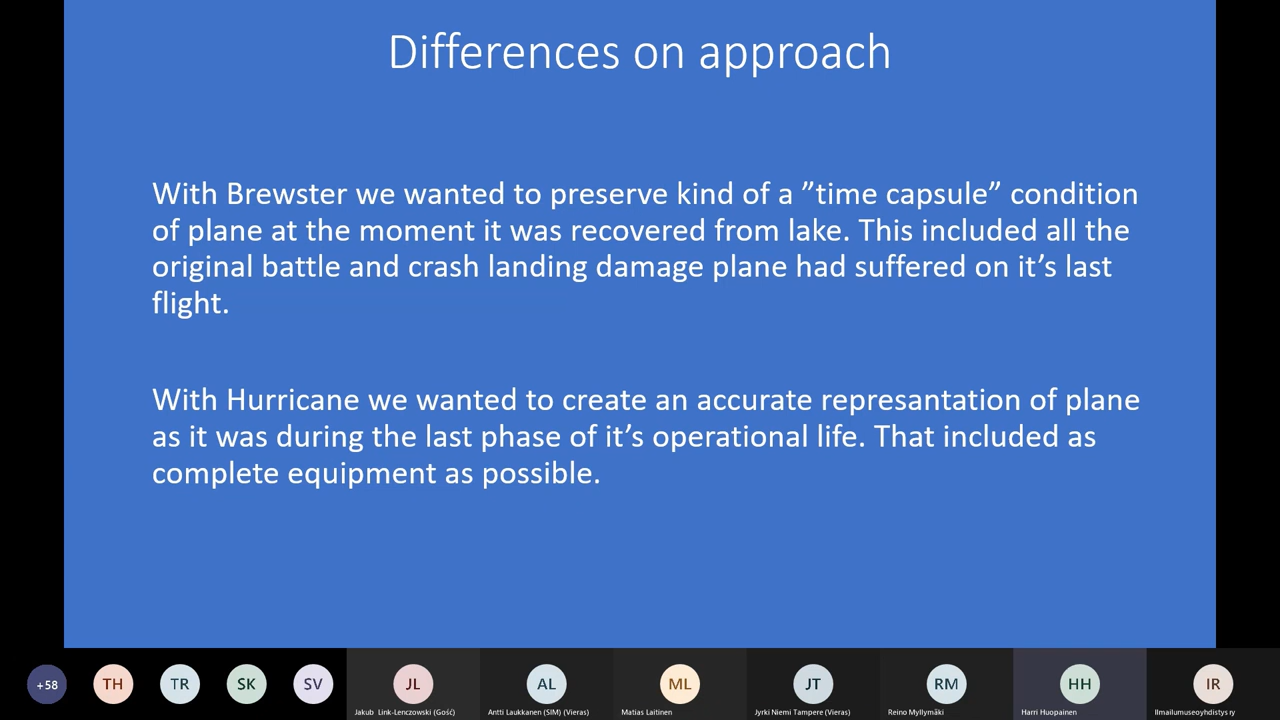 Differences on approach
With Brewster we wanted to preserve kind of a ”time capsule” condition
of plane at the moment it was recovered from lake. This included all the
original battle and crash landing damage plane had suffered on it’s last
flight.
With Hurricane we wanted to create an accurate represantation of plane
as it was during the last phase of it’s operational life. That included as
complete equipment as possible.
+58 TH TR SK SV JL AL ML JT RM HH IR
Jakub Link-Lenczowski (Gość) Antti Laukkanen (SIM) (Vieras) Matias Laitinen Jyrki Niemi Tampere (Vieras) Reino Myllymäki Harri Huopainen Ilmailumuseoyhdistys ry